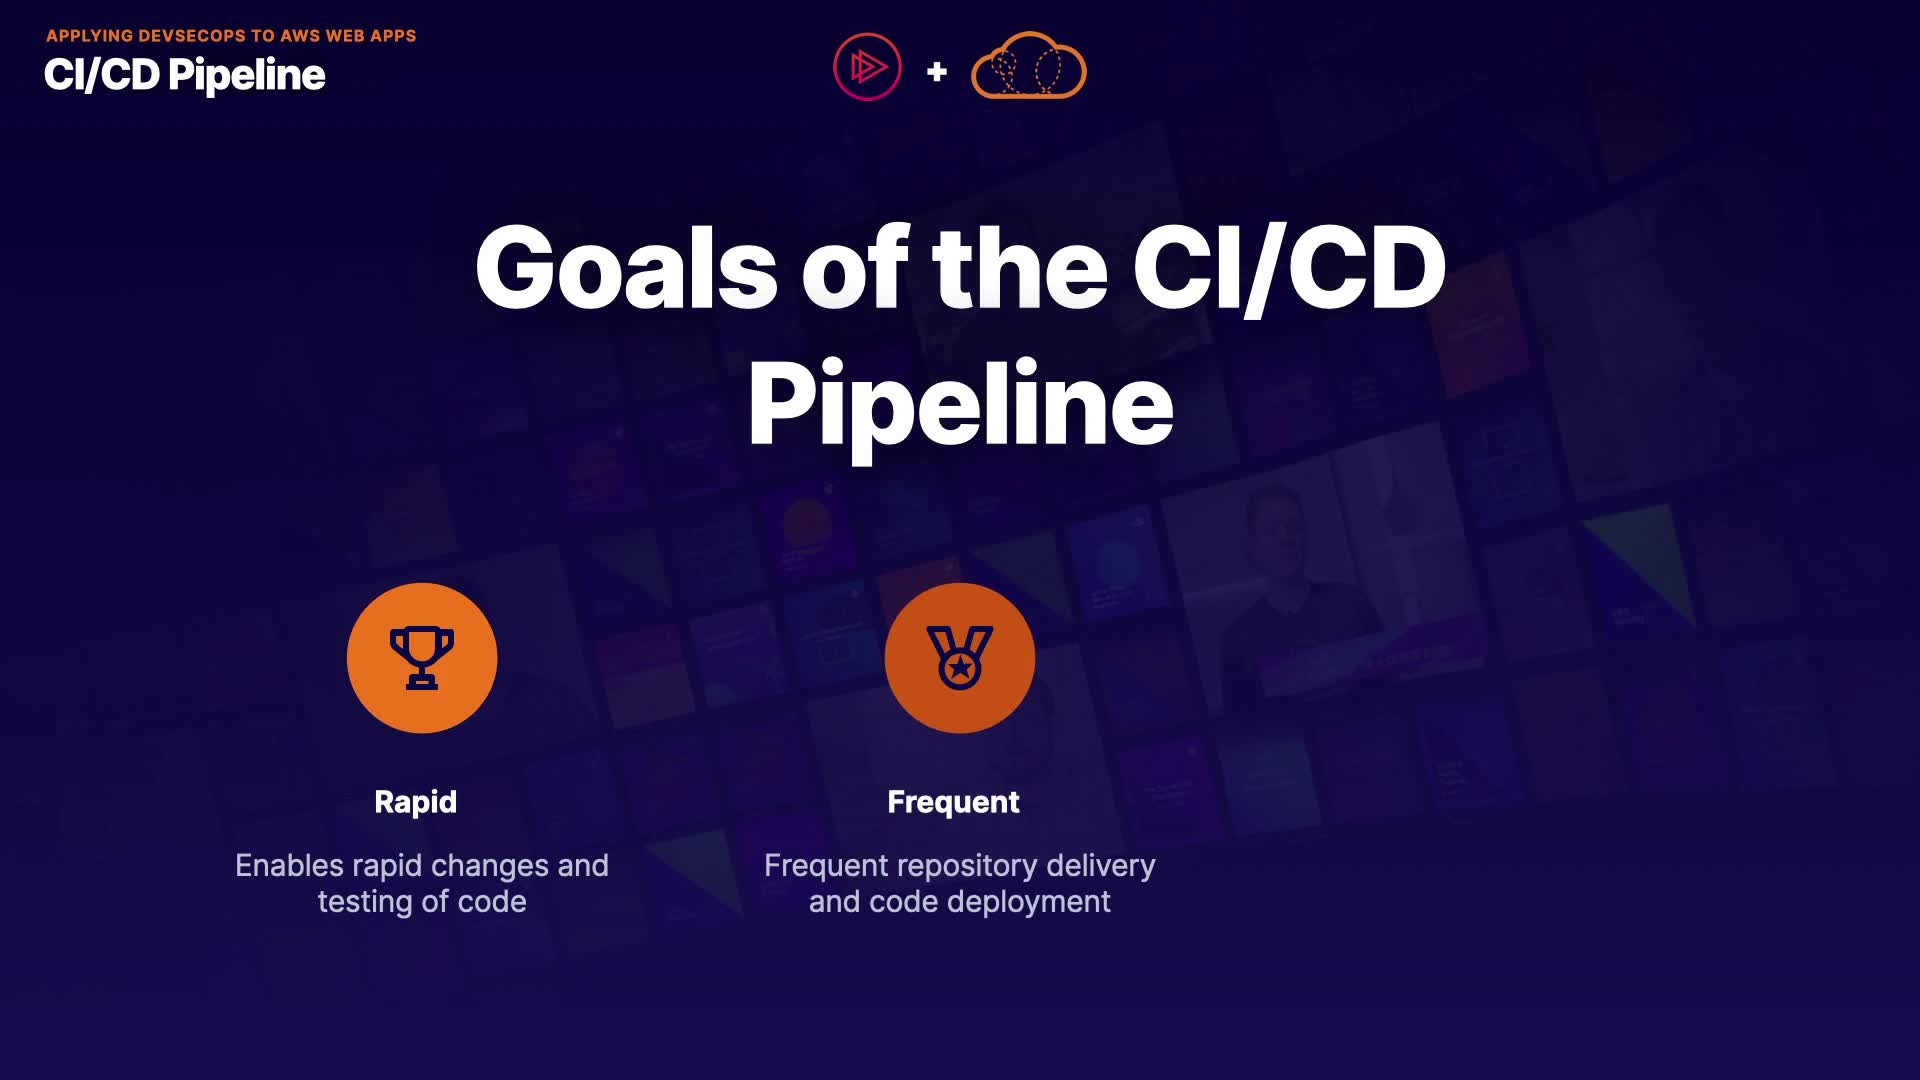 APPLYING DEVSECOPS TO AWS WEB APPS
CI/CD Pipeline
+
Goals of the CI/CD
Pipeline
Rapid
Frequent
Enables rapid changes and
testing of code
Frequent repository delivery
and code deployment